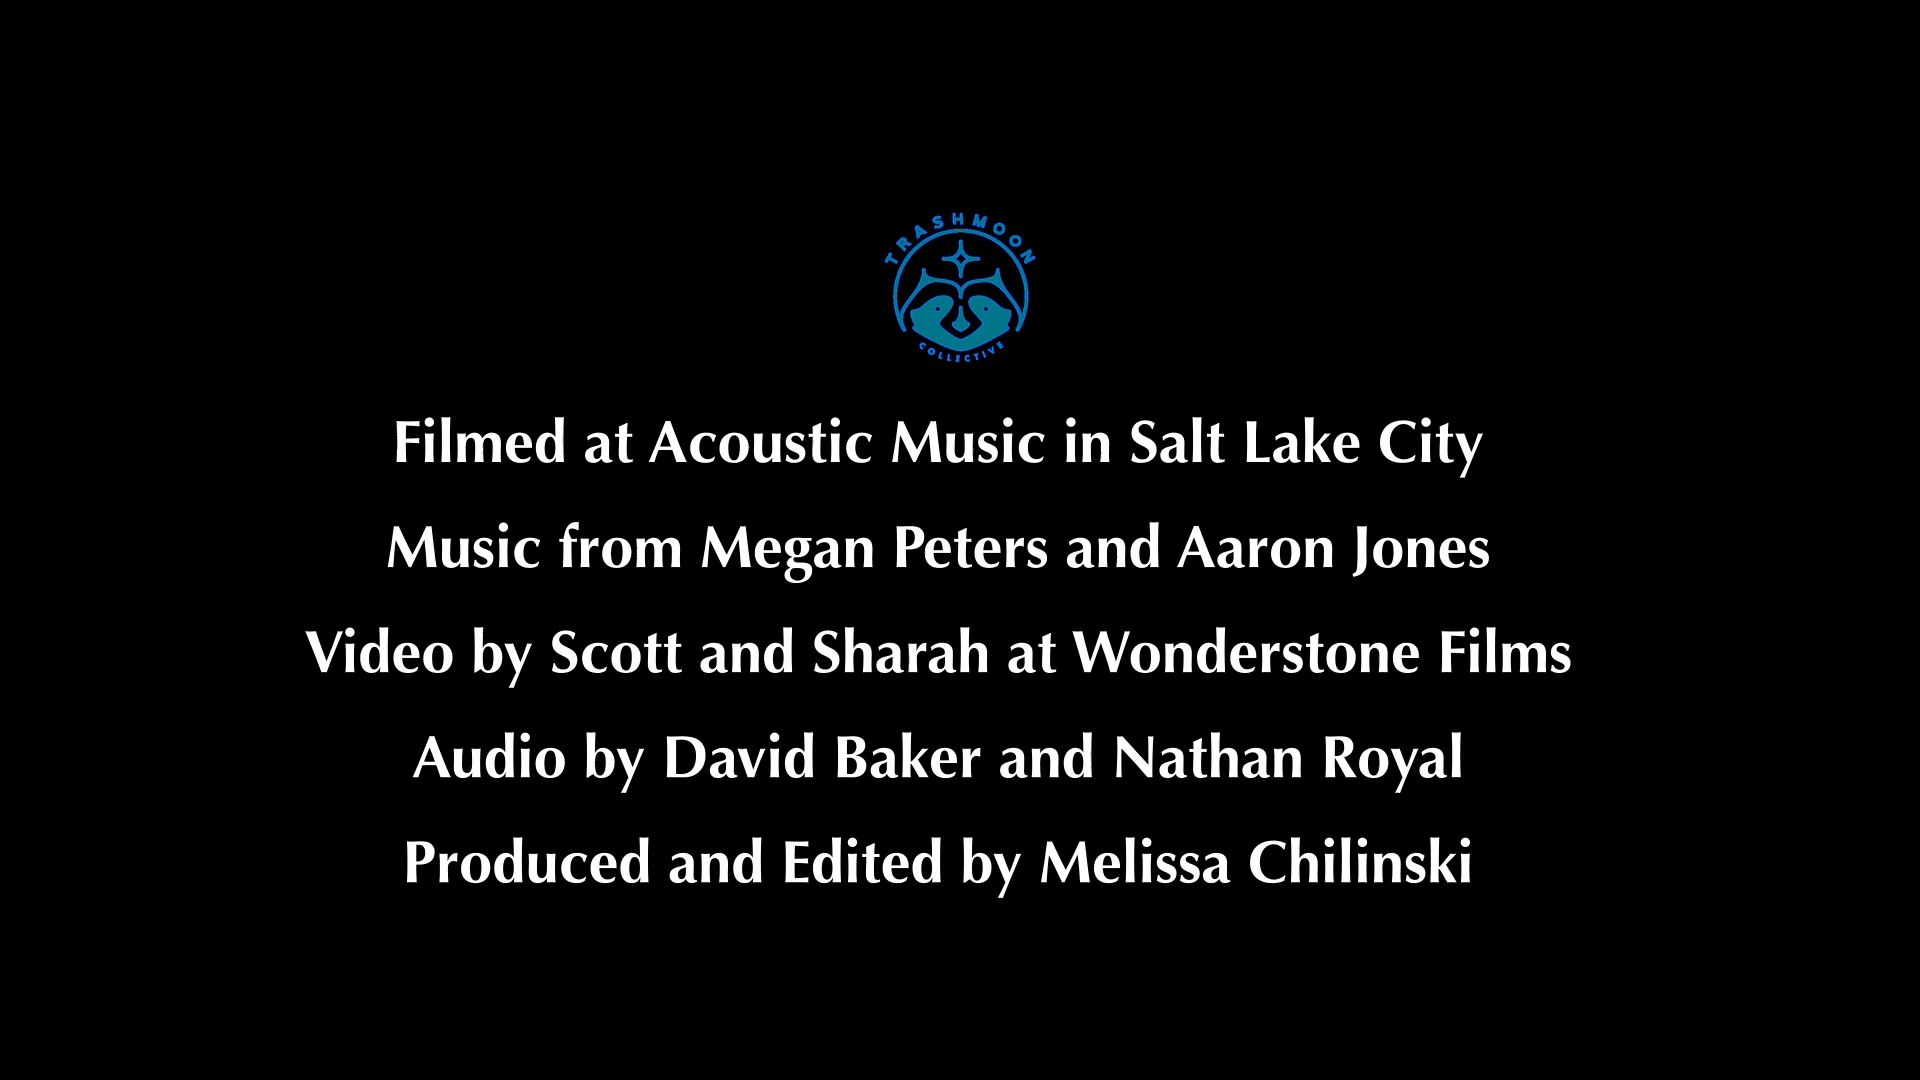 TRASHMOON
COLLECTIVE
Filmed at Acoustic Music in Salt Lake City
Music from Megan Peters and Aaron Jones
Video by Scott and Sharah at Wonderstone Films
Audio by David Baker and Nathan Royal
Produced and Edited by Melissa Chilinski